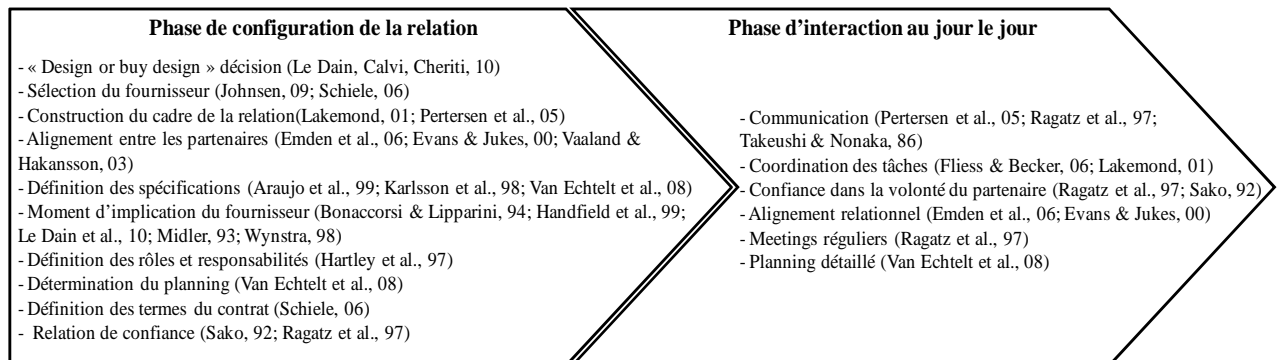 Phase de configuration de la relation
- « Design or buy design » décision (Le Dain, Calvi, Cheriti, 10)
- Sélection du fournisseur (Johnsen, 09; Schiele, 06)
- Construction du cadre de la relation(Lakemond, 01; Pertersen et al., 05)
- Alignement entre les partenaires (Emden et al., 06; Evans & Jukes, 00; Vaaland &
Hakansson, 03)
- Définition des spécifications (Araujo et al., 99; Karlsson et al., 98; Van Echtelt et al., 08)
- Moment d’implication du fournisseur (Bonaccorsi & Lipparini, 94; Handfield et al., 99;
Le Dain et al., 10; Midler, 93; Wynstra, 98)
- Définition des rôles et responsabilités (Hartley et al., 97)
- Détermination du planning (Van Echtelt et al., 08)
- Définition des termes du contrat (Schiele, 06)
- Relation de confiance (Sako, 92; Ragatz et al., 97)
Phase d’interaction au jour le jour
- Communication (Pertersen et al., 05; Ragatz et al., 97;
Takeushi & Nonaka, 86)
- Coordination des tâches (Fliess & Becker, 06; Lakemond, 01)
- Confiance dans la volonté du partenaire (Ragatz et al., 97; Sako, 92)
- Alignement relationnel (Emden et al., 06; Evans & Jukes, 00)
- Meetings réguliers (Ragatz et al., 97)
- Planning détaillé (Van Echtelt et al., 08)